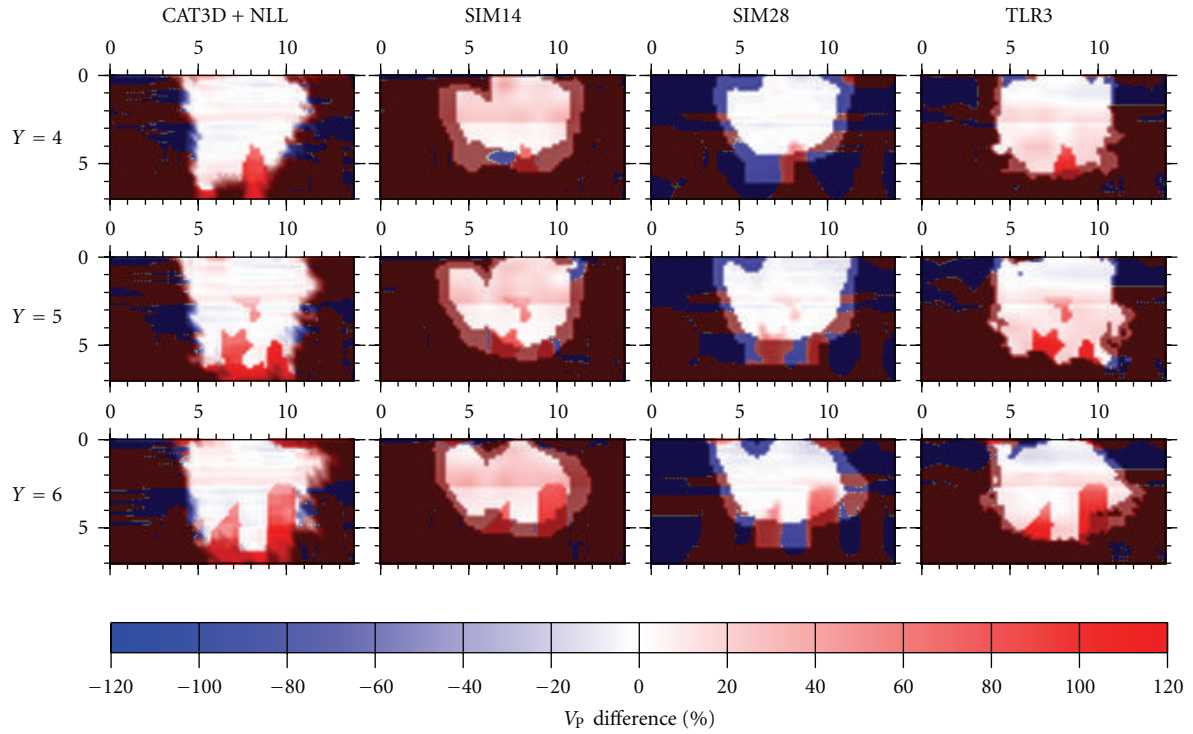 CAT3D + NLL SIM14 SIM28 TLR3
0 5 10 0 5 10 0 5 10 0 5 10
0
Y = 4
5
0 5 10 0 5 10 0 5 10 0 5 10
0
Y = 5
5
0 5 10 0 5 10 0 5 10 0 5 10
0
Y = 6
5
−120 −100 −80 −60 −40 −20 0 20 40 60 80 100 120
VP difference (%)